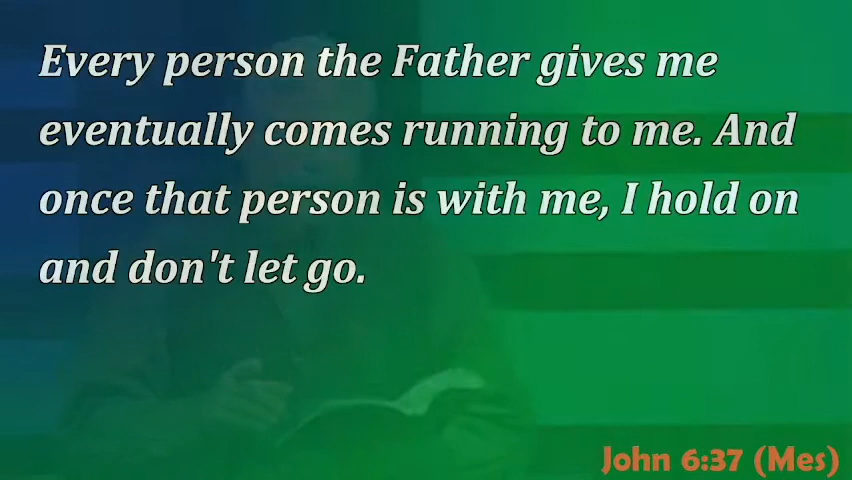 Every person the Father gives me
eventually comes running to me. And
once that person is with me, I hold on
and don't let go.
John 6:37 (Mes)